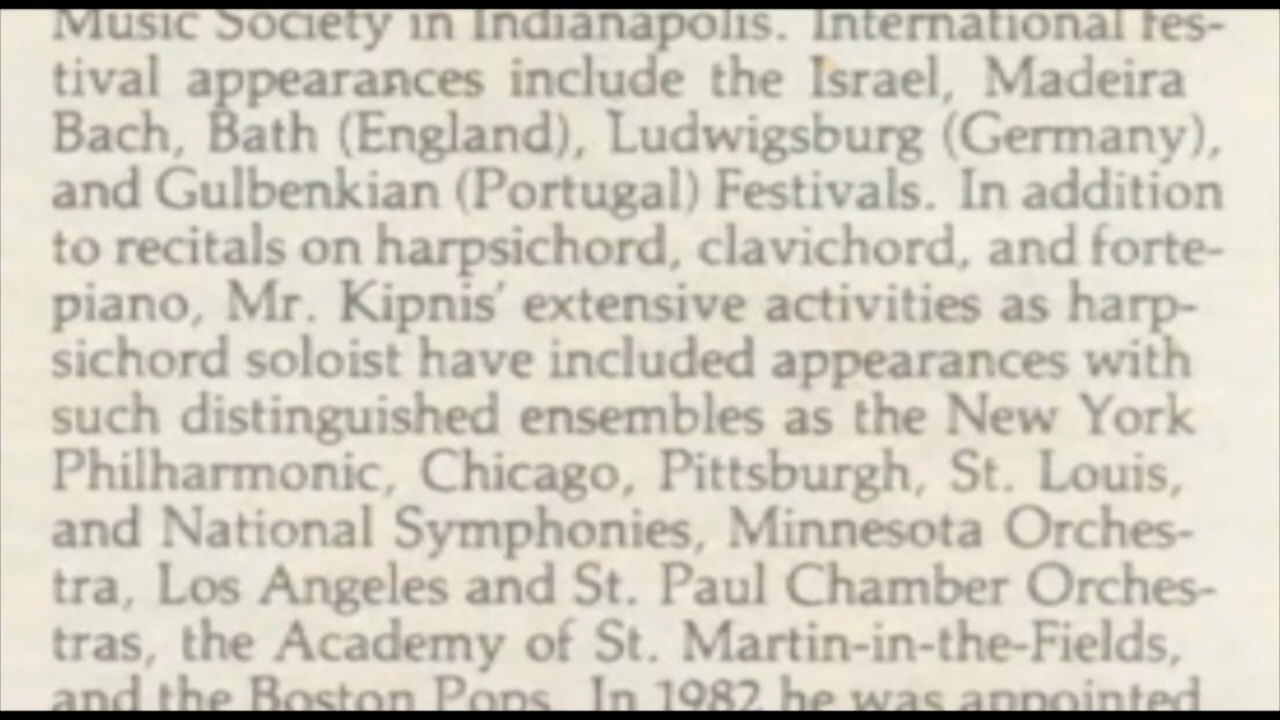 Music Society in Indianapolis. International fes-
tival appearances include the Israel, Madeira
Bach, Bath (England), Ludwigsburg (Germany),
and Gulbenkian (Portugal) Festivals. In addition
to recitals on harpsichord, clavichord, and forte-
piano, Mr. Kipnis' extensive activities as harp-
sichord soloist have included appearances with
such distinguished ensembles as the New York
Philharmonic, Chicago, Pittsburgh, St. Louis,
and National Symphonies, Minnesota Orches-
tra, Los Angeles and St. Paul Chamber Orches-
tras, the Academy of St. Martin-in-the-Fields,
and the Boston Pops. In 1982 he was appointed